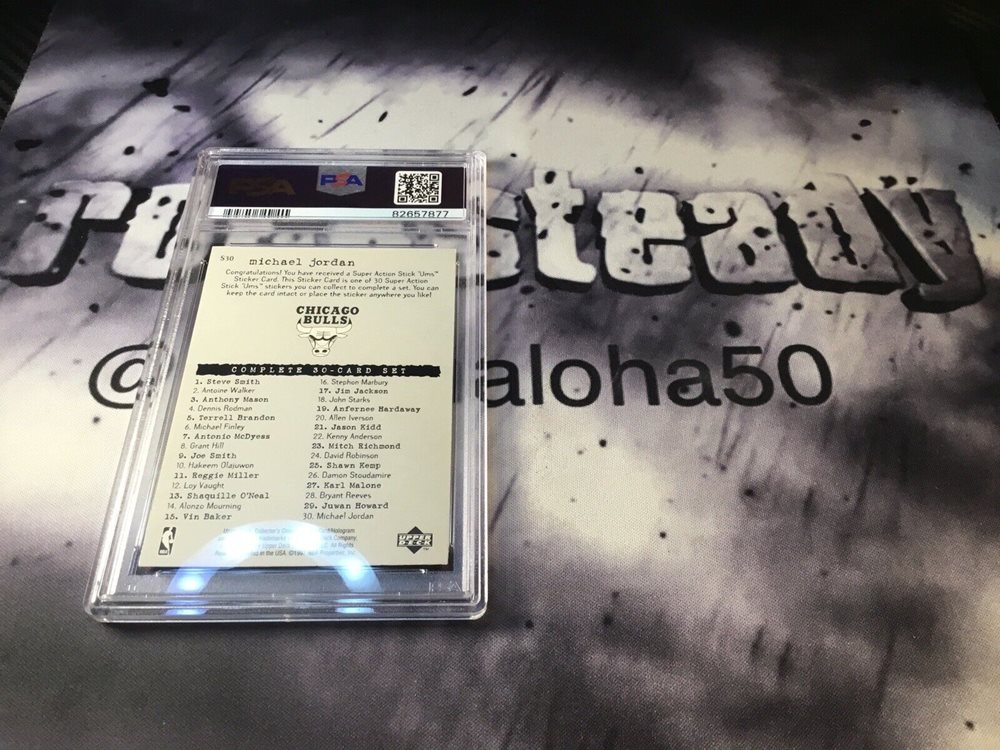 PSA
PSA
82657877
S30
michael jordan
Congratulations! You have received a Super Action Stick 'Ums™
Sticker Card. This Sticker Card is one of 30 Super Action
Stick 'Ums™ stickers you can collect to complete a set. You can
keep the card intact or place the sticker anywhere you like!
CHICAGO
BULLS
COMPLETE 30-CARD SET
1. Steve Smith
2. Antoine Walker
3. Anthony Mason
4. Dennis Rodman
5. Terrell Brandon
6. Michael Finley
7. Antonio McDyess
8. Grant Hill
9. Joe Smith
10. Hakeem Olajuwon
11. Reggie Miller
12. Loy Vaught
13. Shaquille O'Neal
14. Alonzo Mourning
15. Vin Baker
16. Stephon Marbury
17. Jim Jackson
18. John Starks
19. Anfernee Hardaway
20. Allen Iverson
21. Jason Kidd
22. Kenny Anderson
23. Mitch Richmond
24. David Robinson
25. Shawn Kemp
26. Damon Stoudamire
27. Karl Malone
28. Bryant Reeves
29. Juwan Howard
30. Michael Jordan
NBA
UPPER
DECK
™
steady
@ aloha50